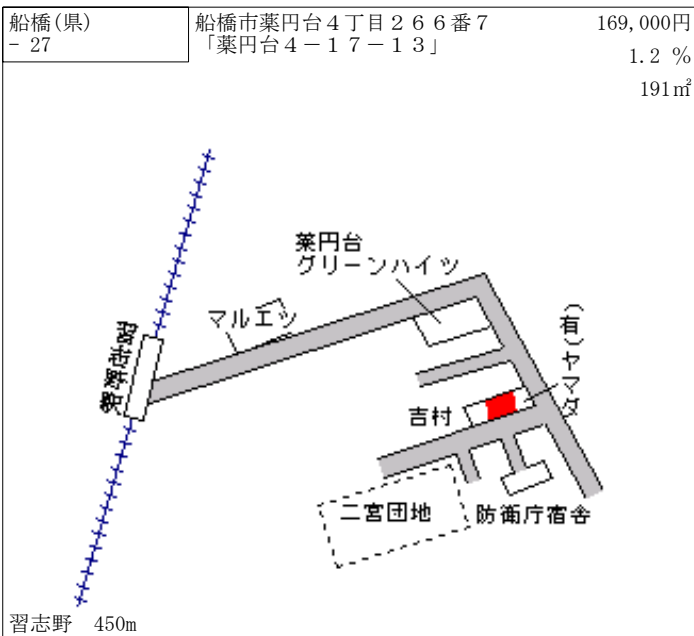 船橋(県)
- 27
船橋市薬円台４丁目２６６番７
「薬円台４－１７－１３」
169,000円
1.2 %
191㎡
薬円台
グリーンハイツ
マルエツ
習志野駅
(有)ヤマダ
吉村
二宮団地
防衛庁宿舎
習志野　450m